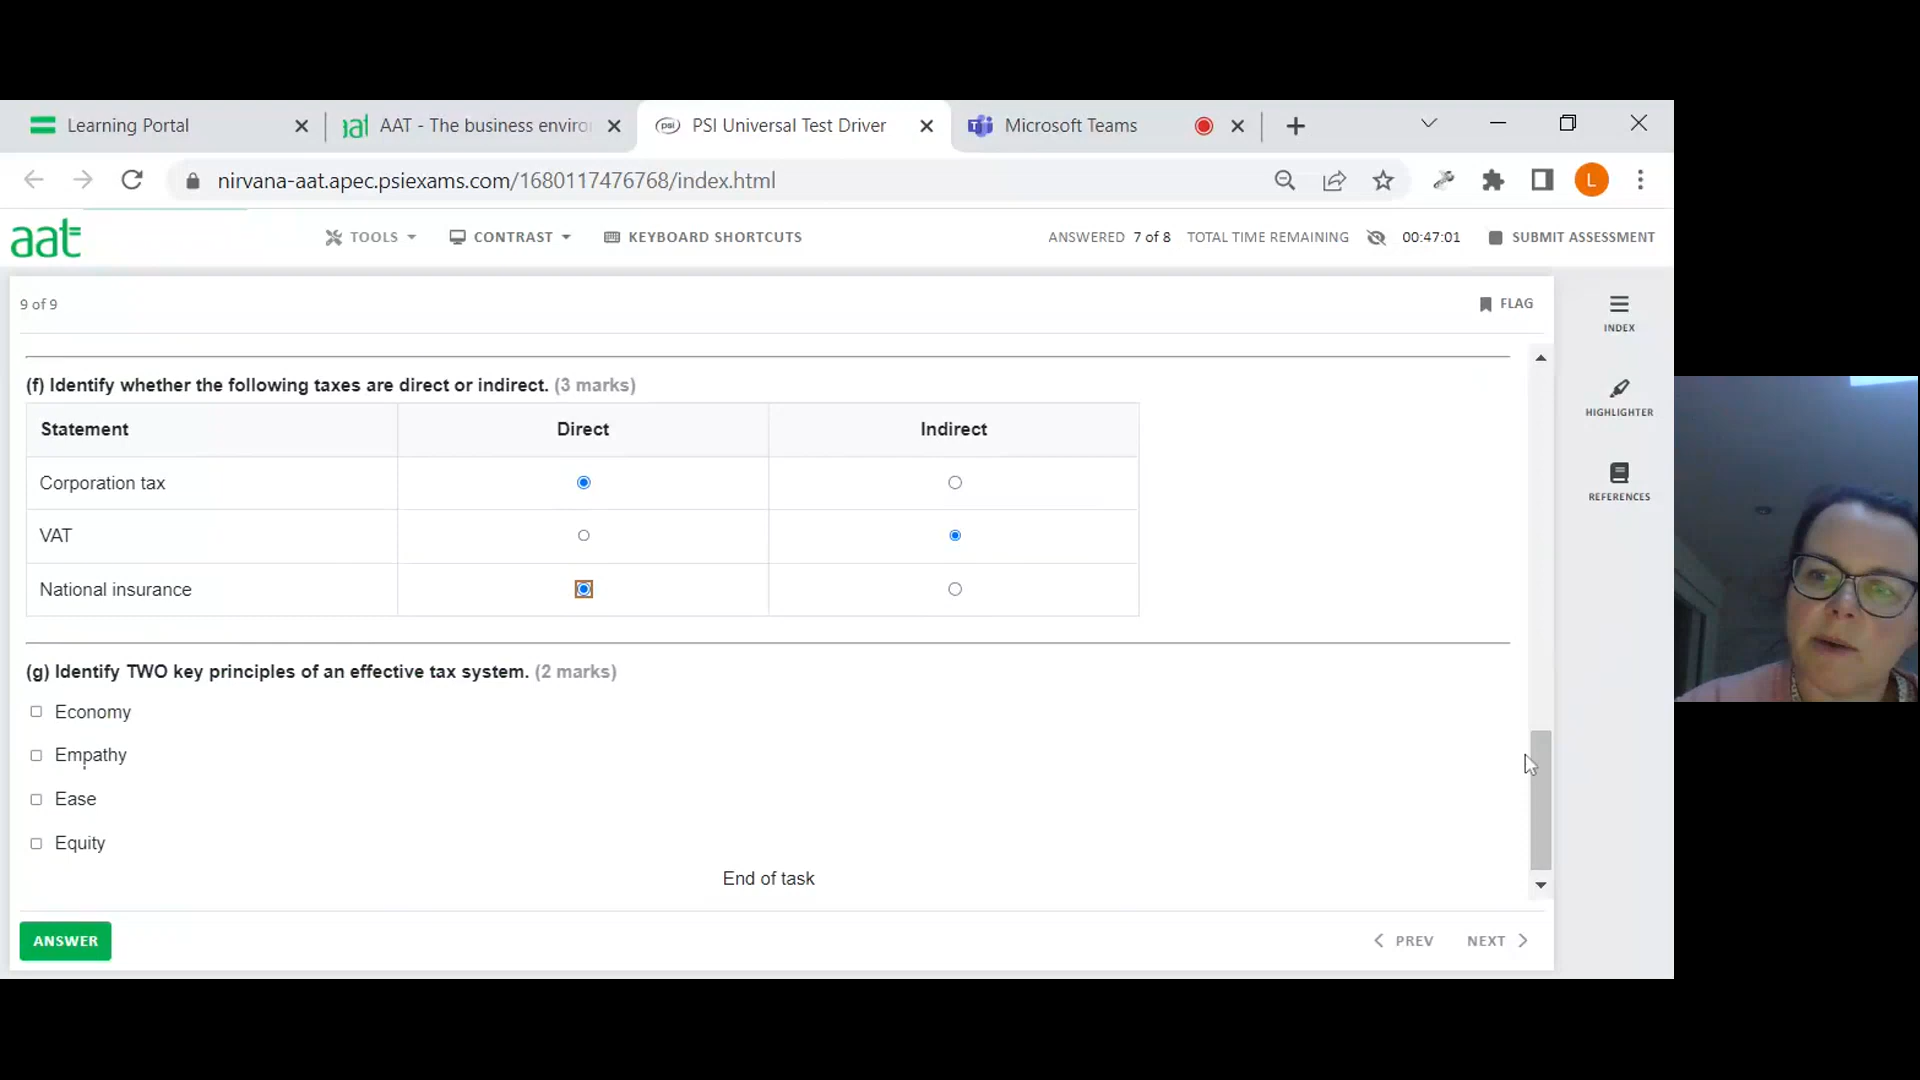 Learning Portal
AAT - The business enviro
PSI Universal Test Driver
Microsoft Teams
nirvana-aat.apec.psiexams.com/1680117476768/index.html
L
aat
TOOLS
CONTRAST
KEYBOARD SHORTCUTS
ANSWERED 7 of 8
TOTAL TIME REMAINING
00:47:01
SUBMIT ASSESSMENT
9 of 9
FLAG
INDEX
HIGHLIGHTER
REFERENCES
(f) Identify whether the following taxes are direct or indirect. (3 marks)
Statement Direct Indirect
Corporation tax
VAT
National insurance
(g) Identify TWO key principles of an effective tax system. (2 marks)
Economy
Empathy
Ease
Equity
End of task
ANSWER
PREV
NEXT